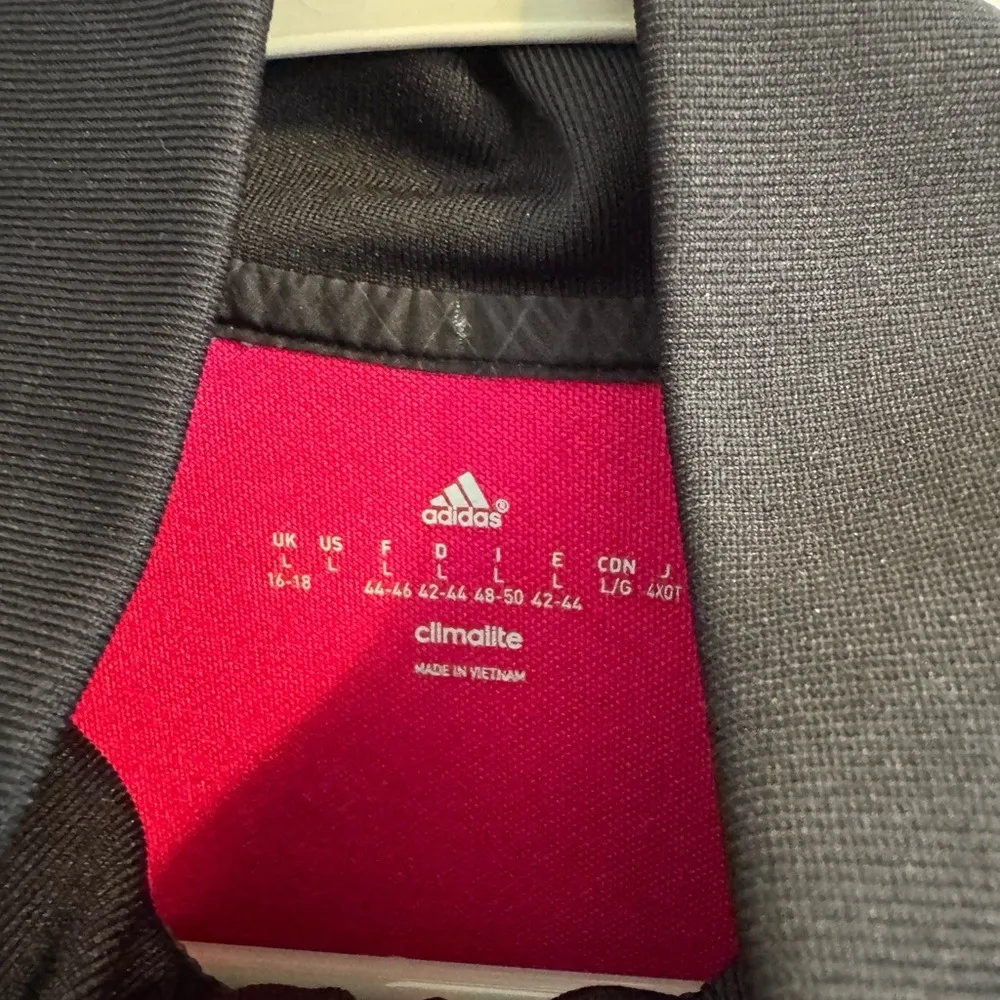 adidas®
UK US F D I E CDN J
L L L L L L L/G 4XOT
16-18 44-46 42-44 48-50 42-44
climalite
MADE IN VIETNAM